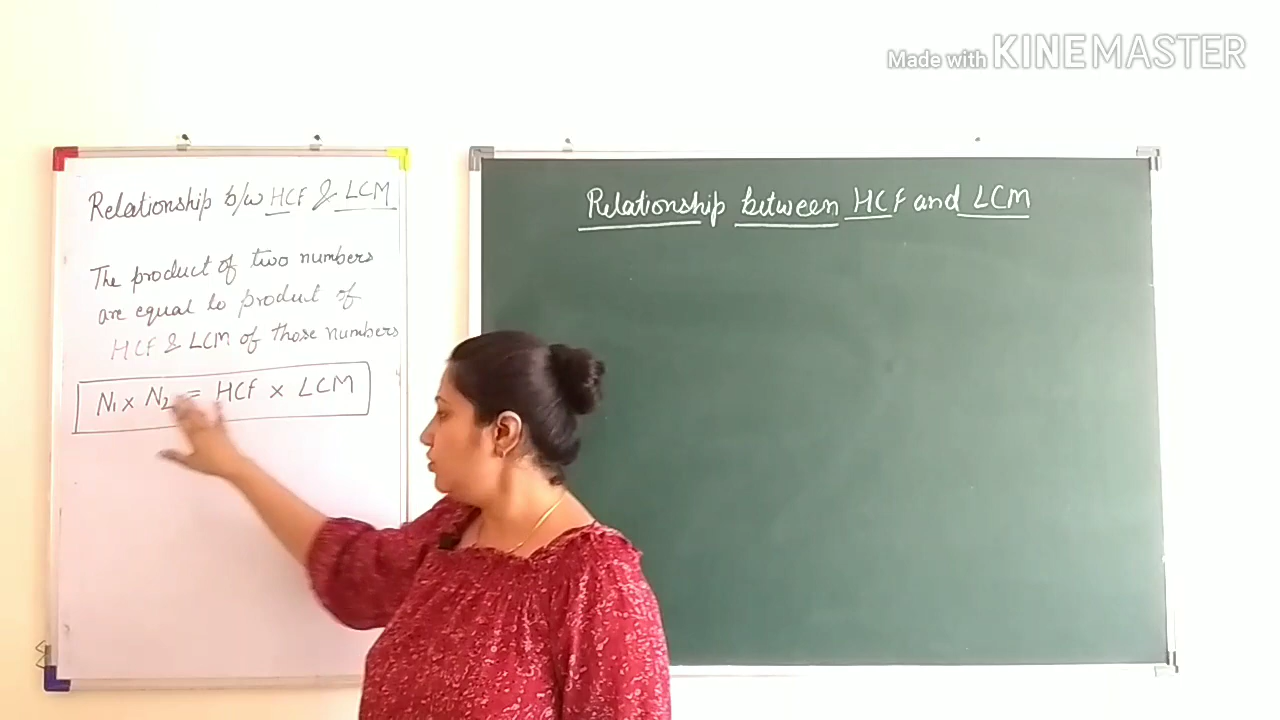 Made with KINEMASTER
Relationship b/w HCF & LCM
The product of two numbers
are equal to product of
HCF & LCM of those numbers
N1 x N2 = HCF x LCM
Relationship between HCF and LCM